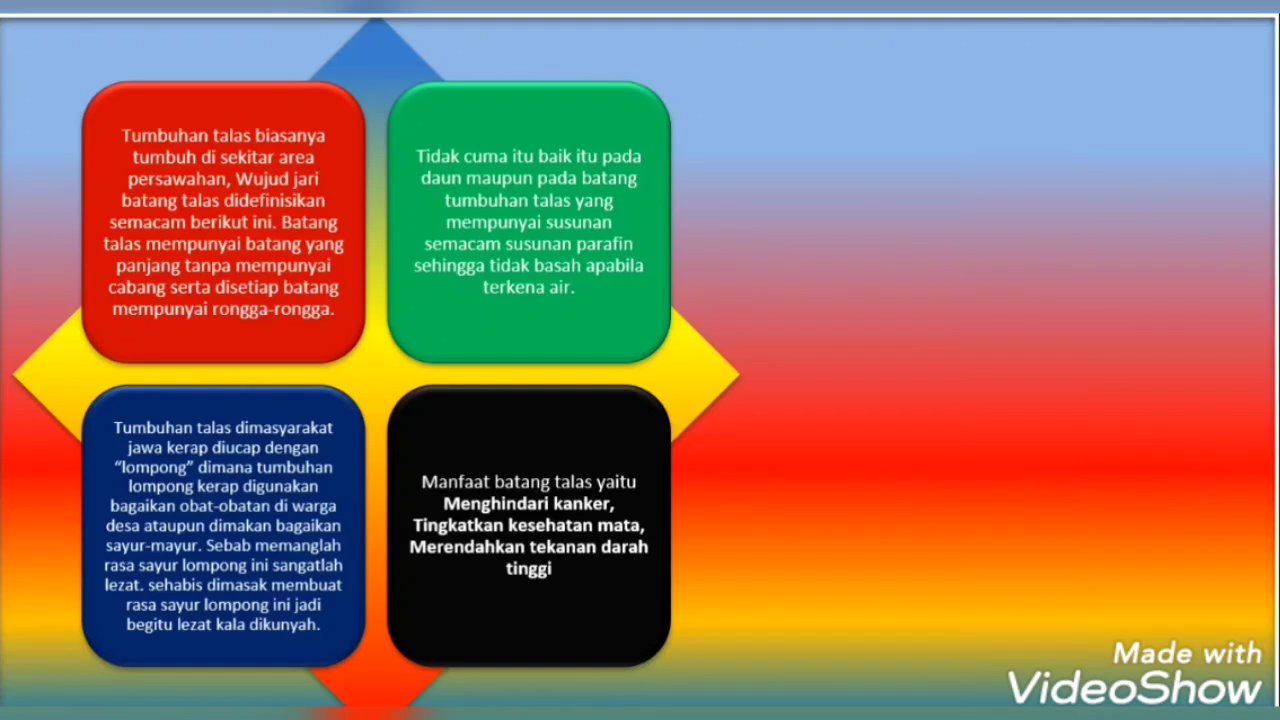 Tumbuhan talas biasanya
tumbuh di sekitar area
persawahan, Wujud jari
batang talas didefinisikan
semacam berikut ini. Batang
talas mempunyai batang yang
panjang tanpa mempunyai
cabang serta disetiap batang
mempunyai rongga-rongga.
Tidak cuma itu baik itu pada
daun maupun pada batang
tumbuhan talas yang
mempunyai susunan
semacam susunan parafin
sehingga tidak basah apabila
terkena air.
Tumbuhan talas dimasyarakat
jawa kerap diucap dengan
“lompong” dimana tumbuhan
lompong kerap digunakan
bagaikan obat-obatan di warga
desa ataupun dimakan bagaikan
sayur-mayur. Sebab memanglah
rasa sayur lompong ini sangatlah
lezat. sehabis dimasak membuat
rasa sayur lompong ini jadi
begitu lezat kala dikunyah.
Manfaat batang talas yaitu
Menghindari kanker,
Tingkatkan kesehatan mata,
Merendahkan tekanan darah
tinggi
Made with
VideoShow